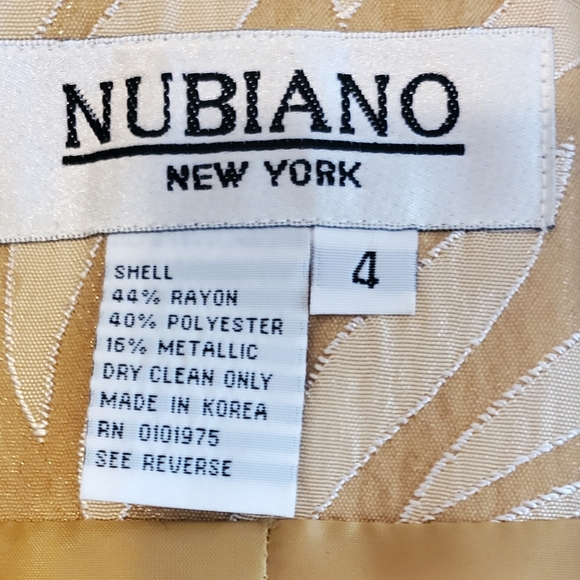 NUBIANO
NEW YORK
4
SHELL
44% RAYON
40% POLYESTER
16% METALLIC
DRY CLEAN ONLY
MADE IN KOREA
RN 0101975
SEE REVERSE